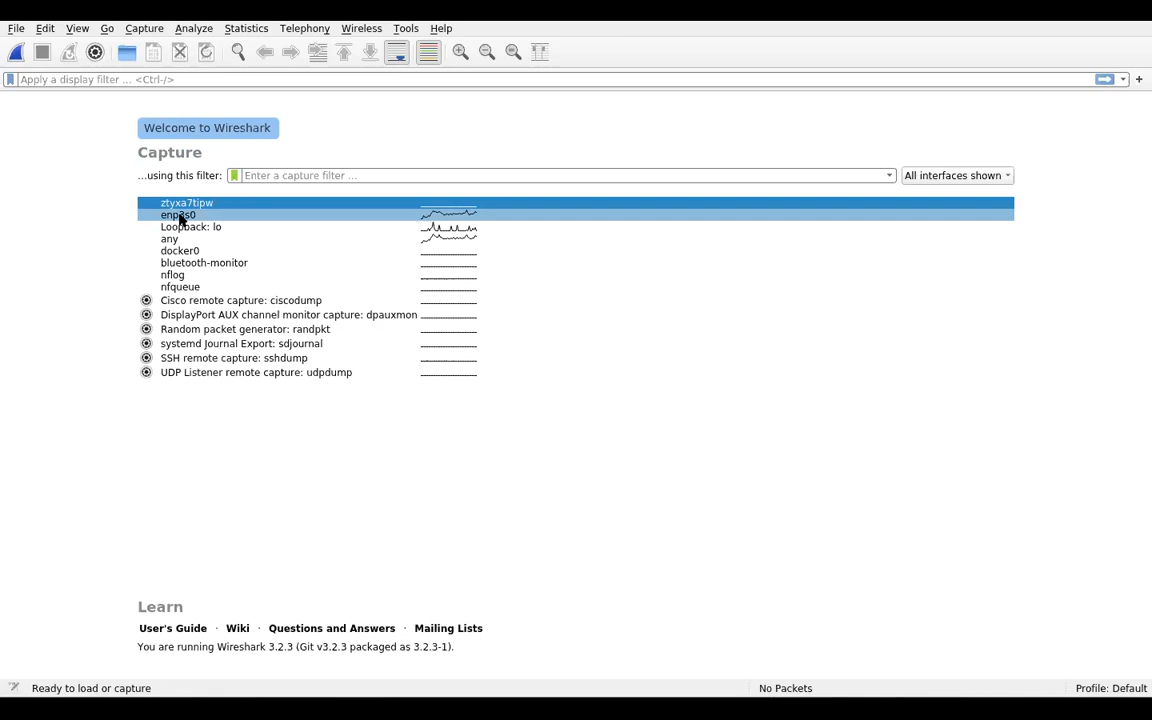 File Edit View Go Capture Analyze Statistics Telephony Wireless Tools Help
Apply a display filter ... <Ctrl-/>
Welcome to Wireshark
Capture
...using this filter: Enter a capture filter ... All interfaces shown
ztyxa7tipw
enp3s0
Loopback: lo
any
docker0
bluetooth-monitor
nflog
nfqueue
Cisco remote capture: ciscodump
DisplayPort AUX channel monitor capture: dpauxmon
Random packet generator: randpkt
systemd Journal Export: sdjournal
SSH remote capture: sshdump
UDP Listener remote capture: udpdump
Learn
User's Guide · Wiki · Questions and Answers · Mailing Lists
You are running Wireshark 3.2.3 (Git v3.2.3 packaged as 3.2.3-1).
Ready to load or capture No Packets Profile: Default